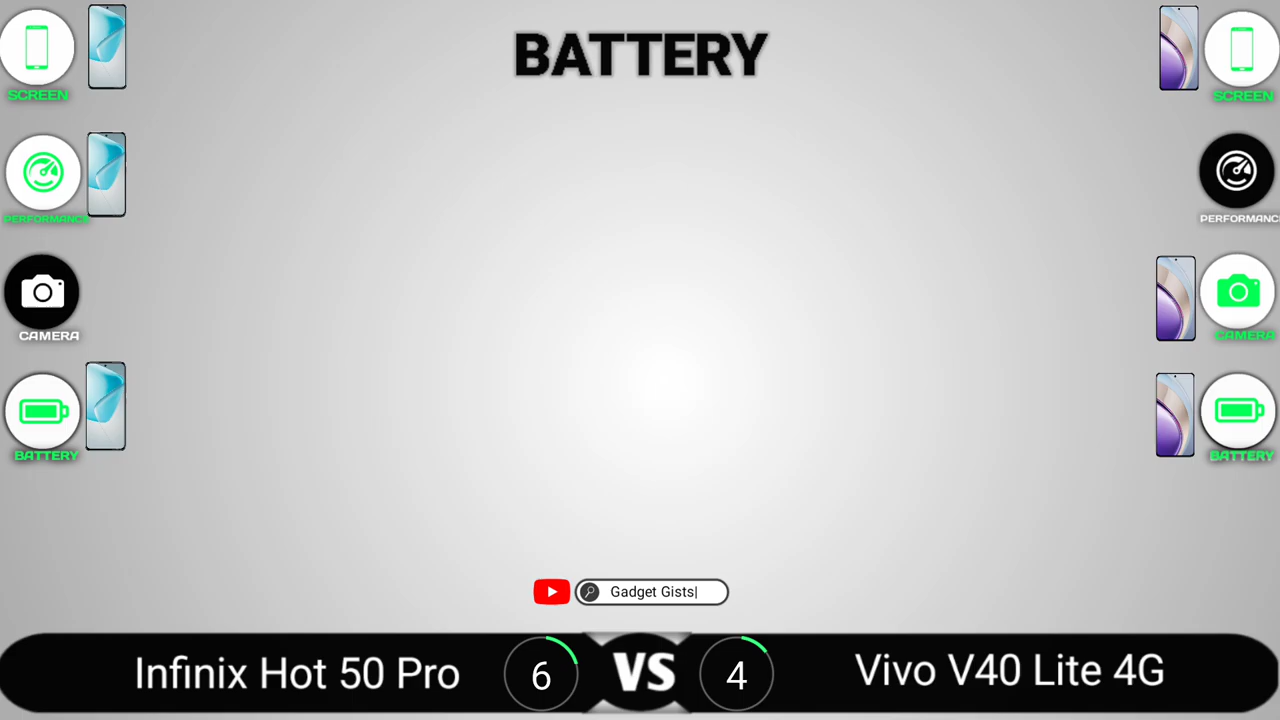 BATTERY
SCREEN
SCREEN
PERFORMANCE
PERFORMANC
CAMERA
CAMERA
BATTERY
BATTERY
Gadget Gists|
Infinix Hot 50 Pro
6
VS
4
Vivo V40 Lite 4G